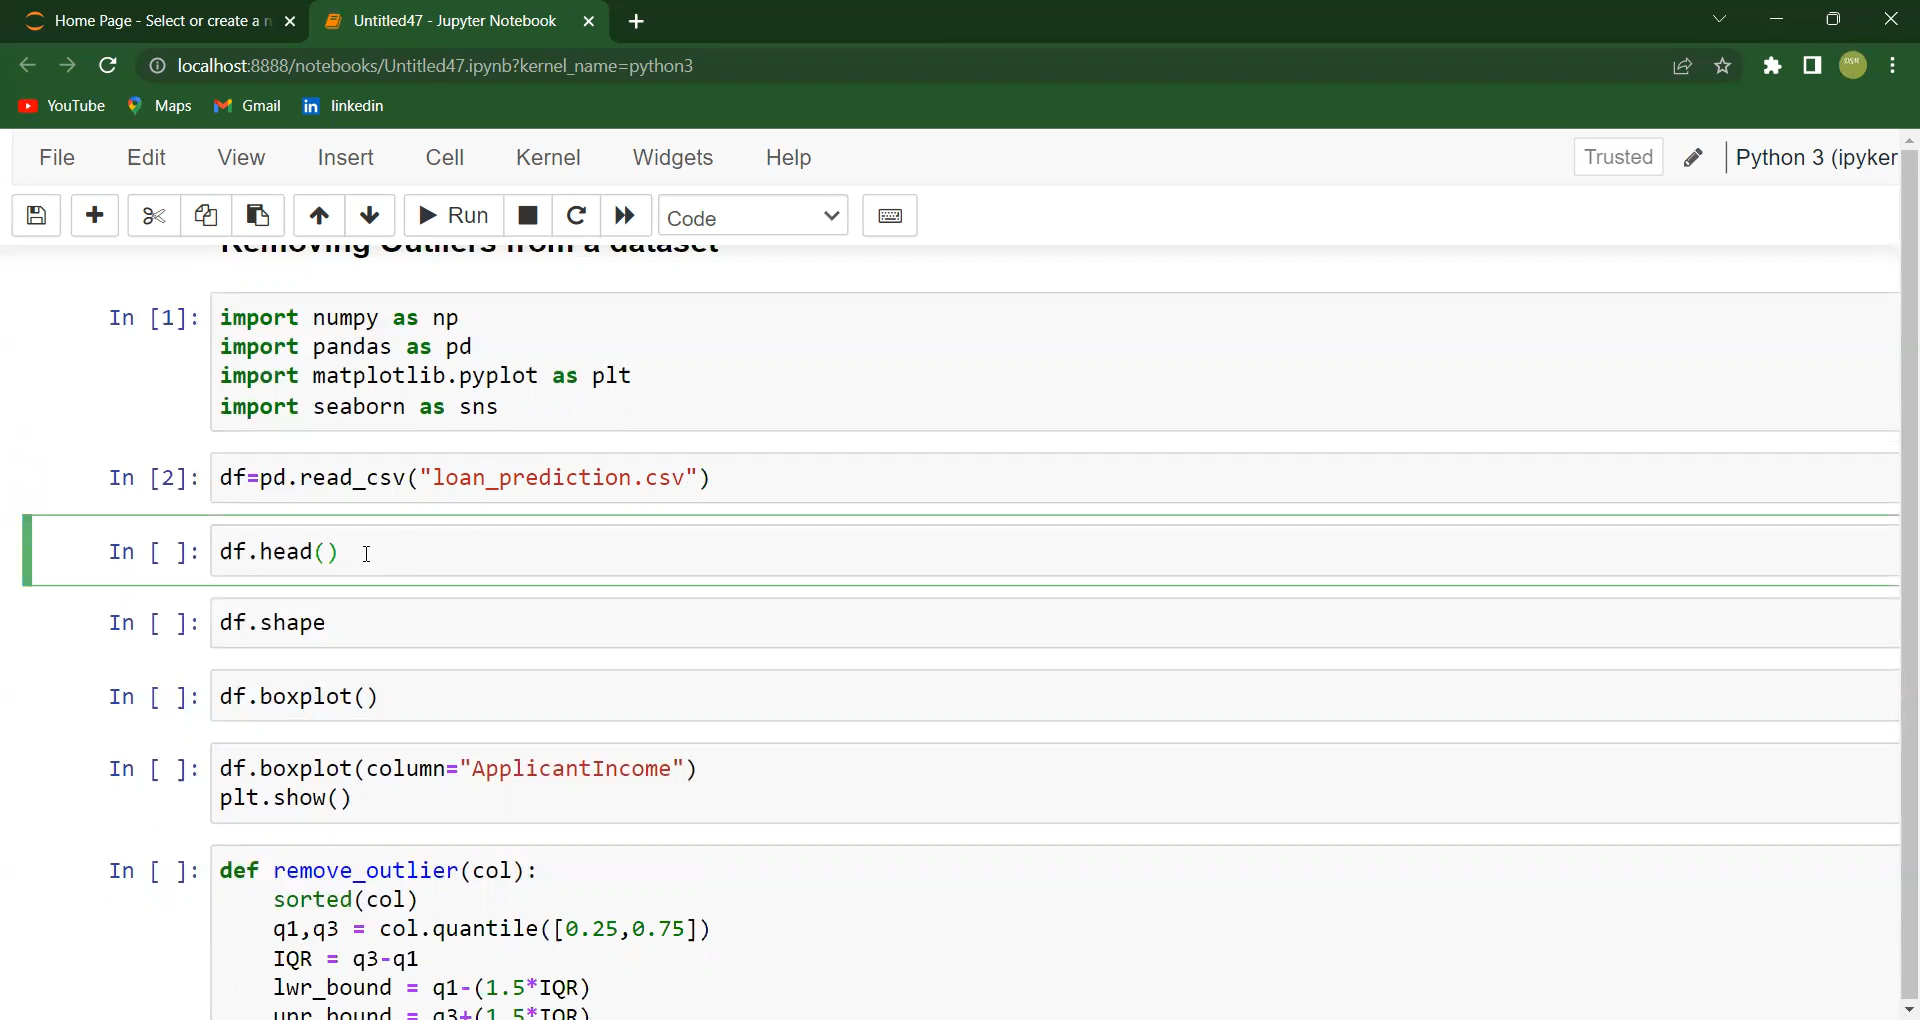 Home Page - Select or create a n
Untitled47 - Jupyter Notebook
localhost:8888/notebooks/Untitled47.ipynb?kernel_name=python3
YouTube
Maps
Gmail
linkedin
File
Edit
View
Insert
Cell
Kernel
Widgets
Help
Trusted
Python 3 (ipyker
Run
Code
Removing Outliers from a dataset
In [1]:
import numpy as np
import pandas as pd
import matplotlib.pyplot as plt
import seaborn as sns
In [2]:
df=pd.read_csv("loan_prediction.csv")
In [ ]:
df.head()
In [ ]:
df.shape
In [ ]:
df.boxplot()
In [ ]:
df.boxplot(column="ApplicantIncome")
plt.show()
In [ ]:
def remove_outlier(col):
sorted(col)
q1,q3 = col.quantile([0.25,0.75])
IQR = q3-q1
lwr_bound = q1-(1.5*IQR)
upr_bound = q3+(1.5*IQR)